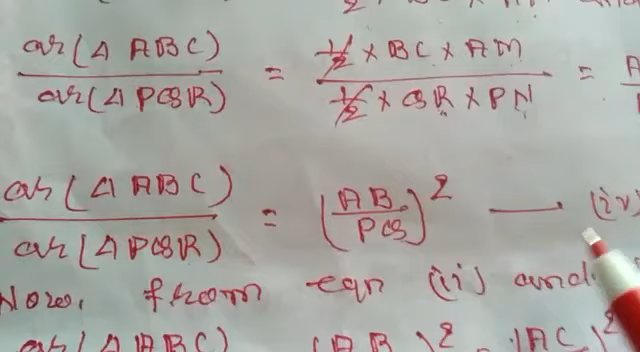 ar(Δ ABC) / ar(Δ PQR) = 1/2 × BC × AM / 1/2 × QR × PN =
ar(Δ ABC) / ar(Δ PQR) = (AB / PQ)² — (iv)
Now, from eqn (ii) and
ar(Δ ABC) (AB)² = (AC)²